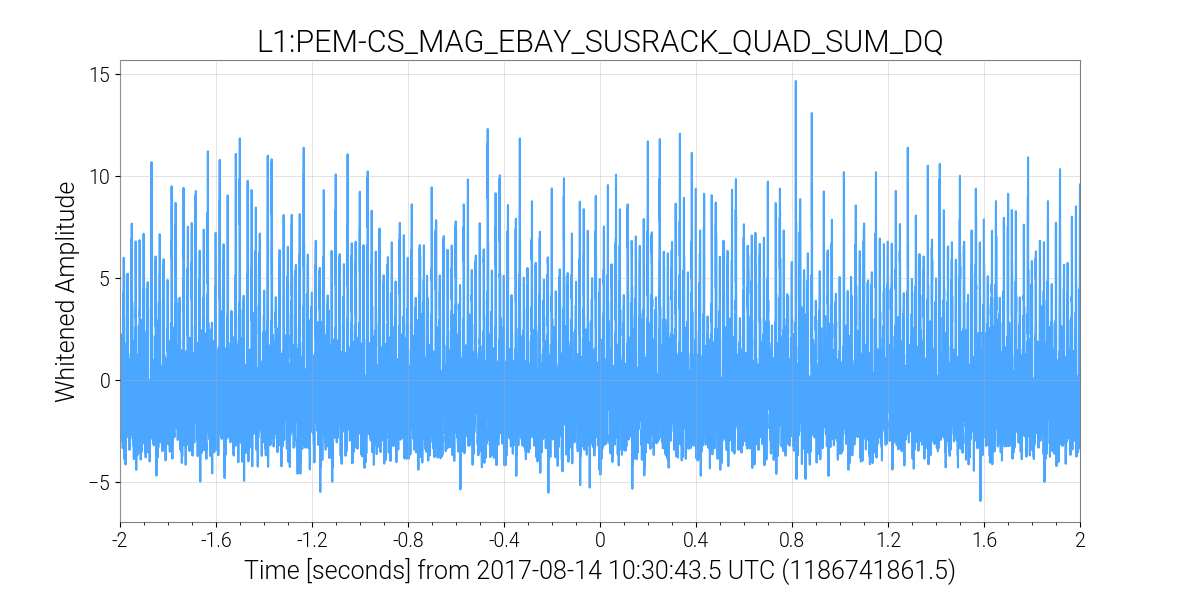 L1:PEM-CS_MAG_EBAY_SUSRACK_QUAD_SUM_DQ
Whitened Amplitude
15
10
5
0
−5
-2 -1.6 -1.2 -0.8 -0.4 0 0.4 0.8 1.2 1.6 2
Time [seconds] from 2017-08-14 10:30:43.5 UTC (1186741861.5)